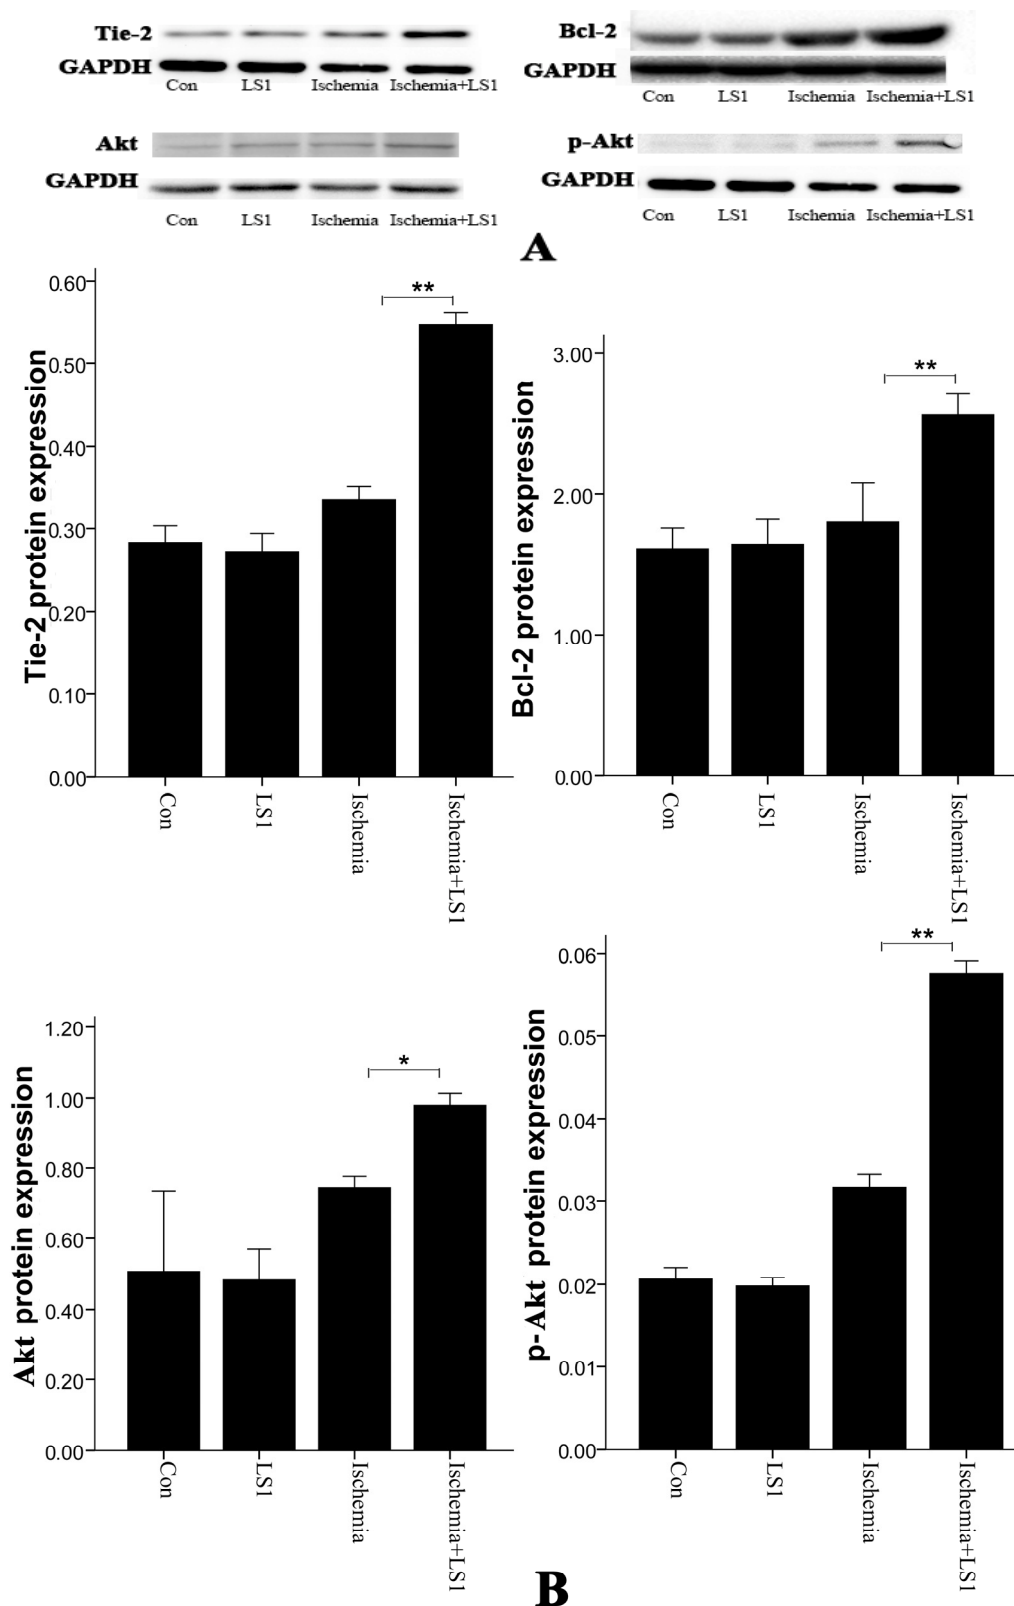 Tie-2
GAPDH
Con LS1 Ischemia Ischemia+LS1
Bcl-2
GAPDH
Con LS1 Ischemia Ischemia+LS1
Akt
GAPDH
Con LS1 Ischemia Ischemia+LS1
p-Akt
GAPDH
Con LS1 Ischemia Ischemia+LS1
A
Tie-2 protein expression
0.60
0.50
0.40
0.30
0.20
0.10
0.00
**
Con
LS1
Ischemia
Ischemia+LS1
Bcl-2 protein expression
3.00
2.00
1.00
0.00
**
Con
LS1
Ischemia
Ischemia+LS1
Akt protein expression
1.20
1.00
0.80
0.60
0.40
0.20
0.00
*
Con
LS1
Ischemia
Ischemia+LS1
p-Akt protein expression
0.06
0.05
0.04
0.03
0.02
0.01
0.00
**
Con
LS1
Ischemia
Ischemia+LS1
B